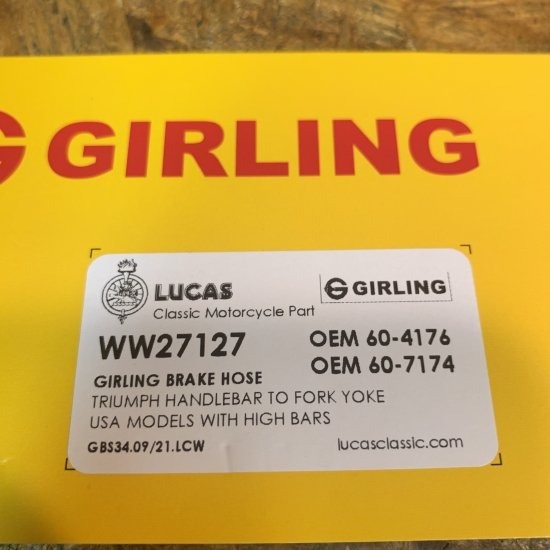 GIRLING
LUCAS
Classic Motorcycle Part
GIRLING
WW27127
OEM 60-4176
OEM 60-7174
GIRLING BRAKE HOSE
TRIUMPH HANDLEBAR TO FORK YOKE
USA MODELS WITH HIGH BARS
GBS34.09/21.LCW
lucasclassic.com